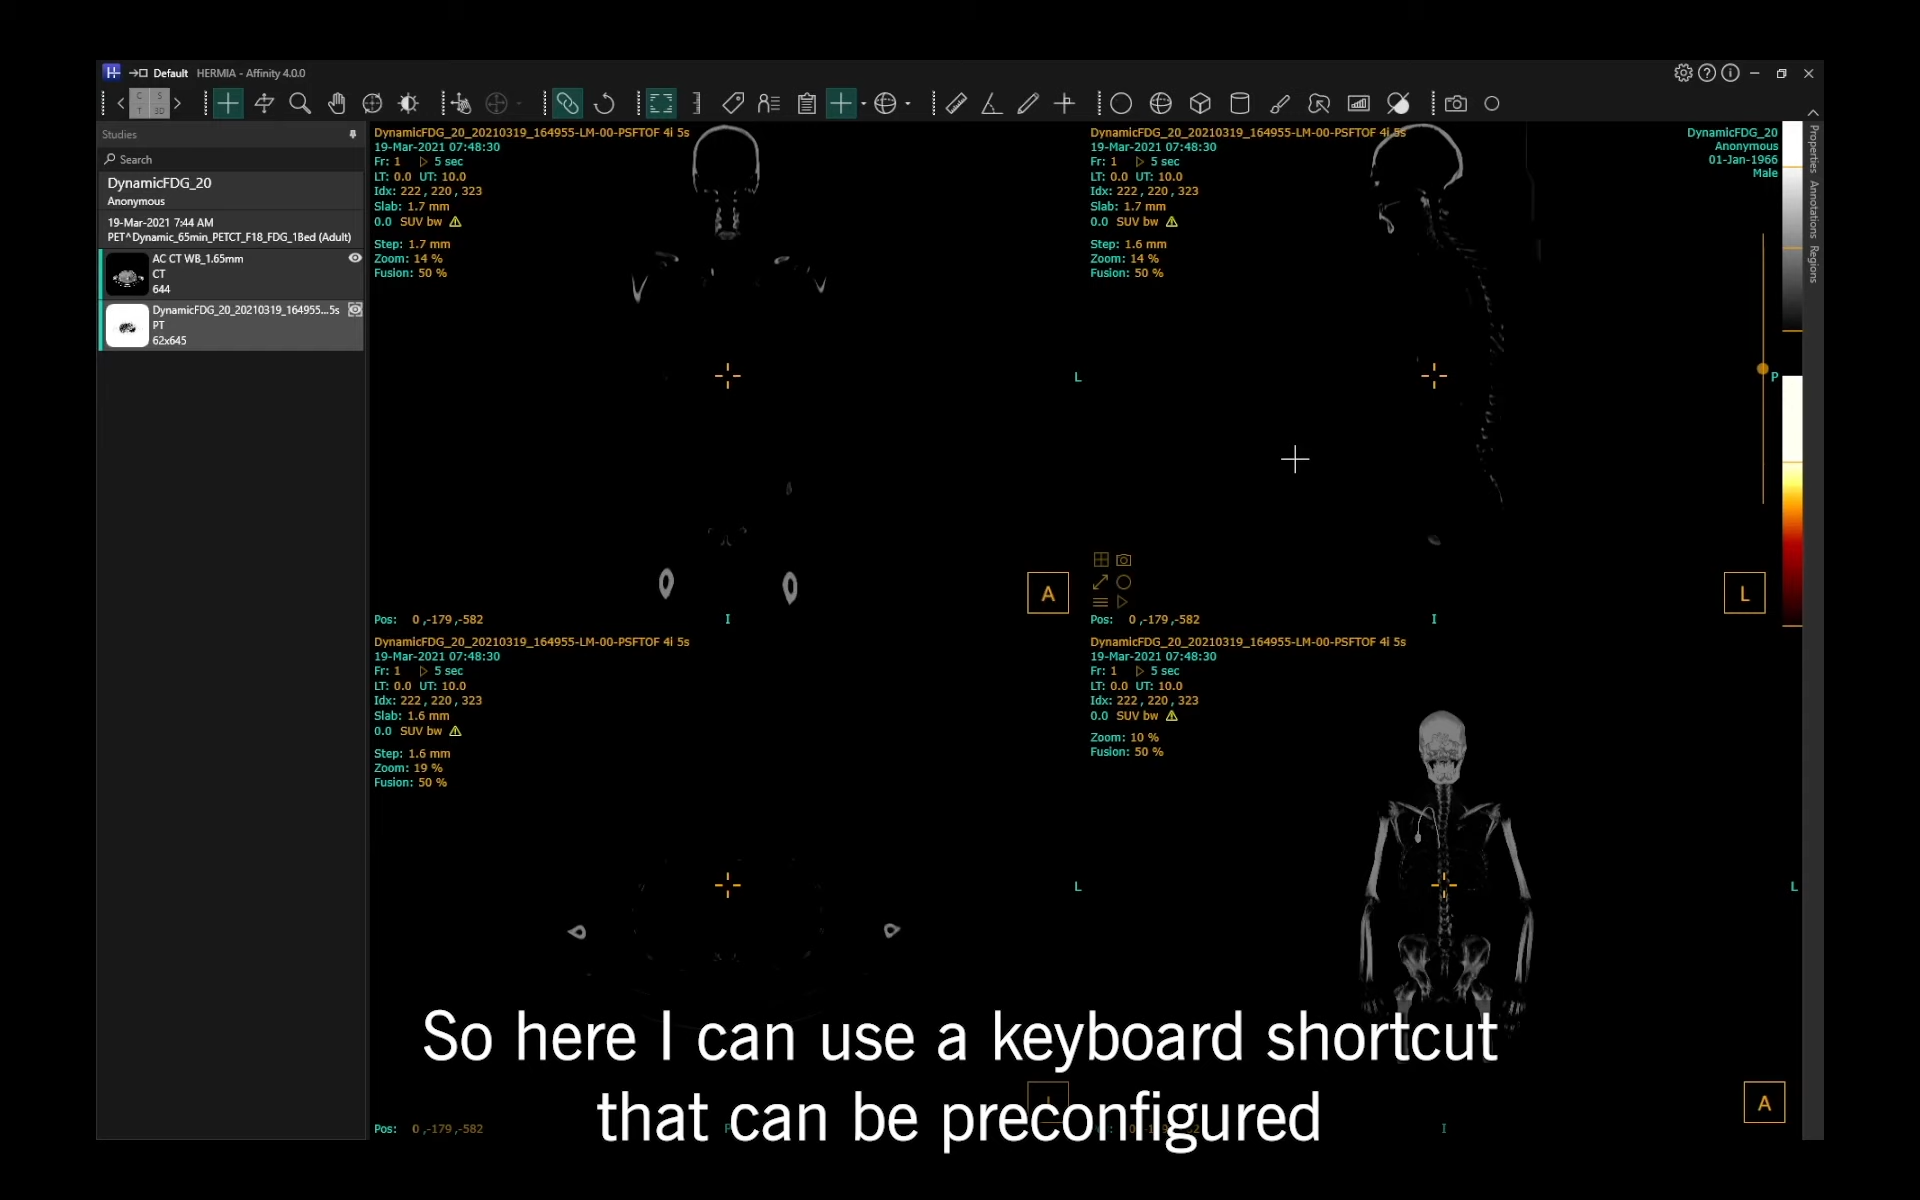 Default HERMIA - Affinity 4.0.0
C S
T 3D
Studies
Search
DynamicFDG_20
Anonymous
19-Mar-2021 7:44 AM
PET^Dynamic_65min_PETCT_F18_FDG_1Bed (Adult)
AC CT WB_1.65mm
CT
644
DynamicFDG_20_20210319_164955...5s
PT
62x645
DynamicFDG_20_20210319_164955-LM-00-PSFTOF 4i 5s
19-Mar-2021 07:48:30
Fr: 1 5 sec
LT: 0.0 UT: 10.0
Idx: 222 , 220 , 323
Slab: 1.7 mm
0.0 SUV bw
Step: 1.7 mm
Zoom: 14 %
Fusion: 50 %
L
A
Pos: 0 ,-179 ,-582
I
DynamicFDG_20_20210319_164955-LM-00-PSFTOF 4i 5s
19-Mar-2021 07:48:30
Fr: 1 5 sec
LT: 0.0 UT: 10.0
Idx: 222 , 220 , 323
Slab: 1.7 mm
0.0 SUV bw
Step: 1.6 mm
Zoom: 14 %
Fusion: 50 %
DynamicFDG_20
Anonymous
01-Jan-1966
Male
P
L
Pos: 0 ,-179 ,-582
I
Properties
Annotations
Regions
DynamicFDG_20_20210319_164955-LM-00-PSFTOF 4i 5s
19-Mar-2021 07:48:30
Fr: 1 5 sec
LT: 0.0 UT: 10.0
Idx: 222 , 220 , 323
Slab: 1.6 mm
0.0 SUV bw
Step: 1.6 mm
Zoom: 19 %
Fusion: 50 %
L
Pos: 0 ,-179 ,-582
DynamicFDG_20_20210319_164955-LM-00-PSFTOF 4i 5s
19-Mar-2021 07:48:30
Fr: 1 5 sec
LT: 0.0 UT: 10.0
Idx: 222 , 220 , 323
0.0 SUV bw
Zoom: 10 %
Fusion: 50 %
L
A
I
So here I can use a keyboard shortcut
that can be preconfigured